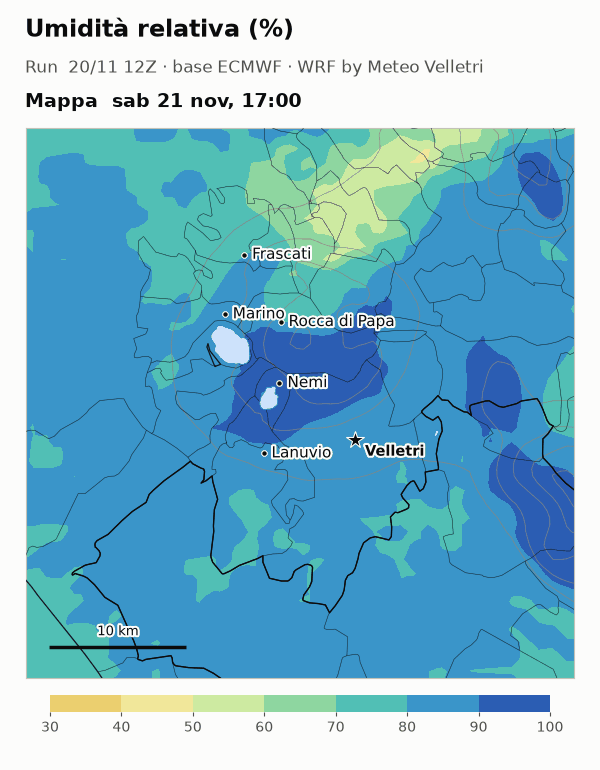 Umidità relativa (%)
Run  20/11 12Z · base ECMWF · WRF by Meteo Velletri
Mappa  sab 21 nov, 17:00
Frascati
Marino
Rocca di Papa
Nemi
Velletri
Lanuvio
10 km
30 40 50 60 70 80 90 100